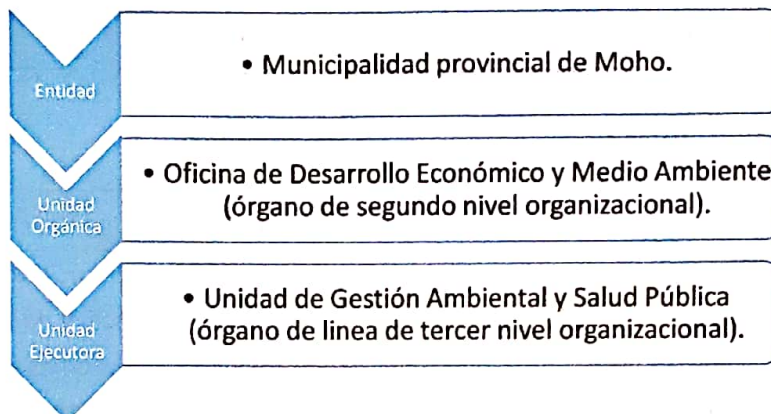 Entidad
• Municipalidad provincial de Moho.
Unidad
Orgánica
• Oficina de Desarrollo Económico y Medio Ambiente
(órgano de segundo nivel organizacional).
Unidad
Ejecutora
• Unidad de Gestión Ambiental y Salud Pública
(órgano de linea de tercer nivel organizacional).